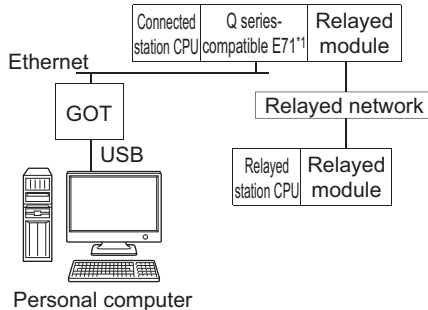 Connected
station CPU
Q series-
compatible E71*1
Relayed
module
Ethernet
GOT
Relayed network
USB
Relayed
station CPU
Relayed
module
Personal computer